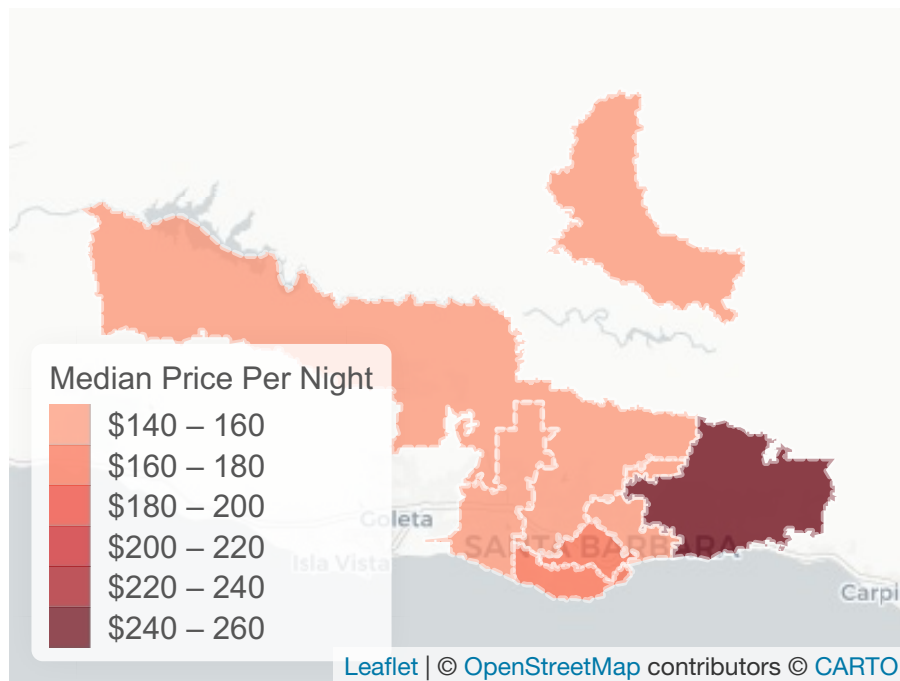 Median Price Per Night
$140 – 160
$160 – 180
$180 – 200
$200 – 220
$220 – 240
$240 – 260
Goleta
Isla Vista
SANTA BARBARA
Carpi
Leaflet | © OpenStreetMap contributors © CARTO